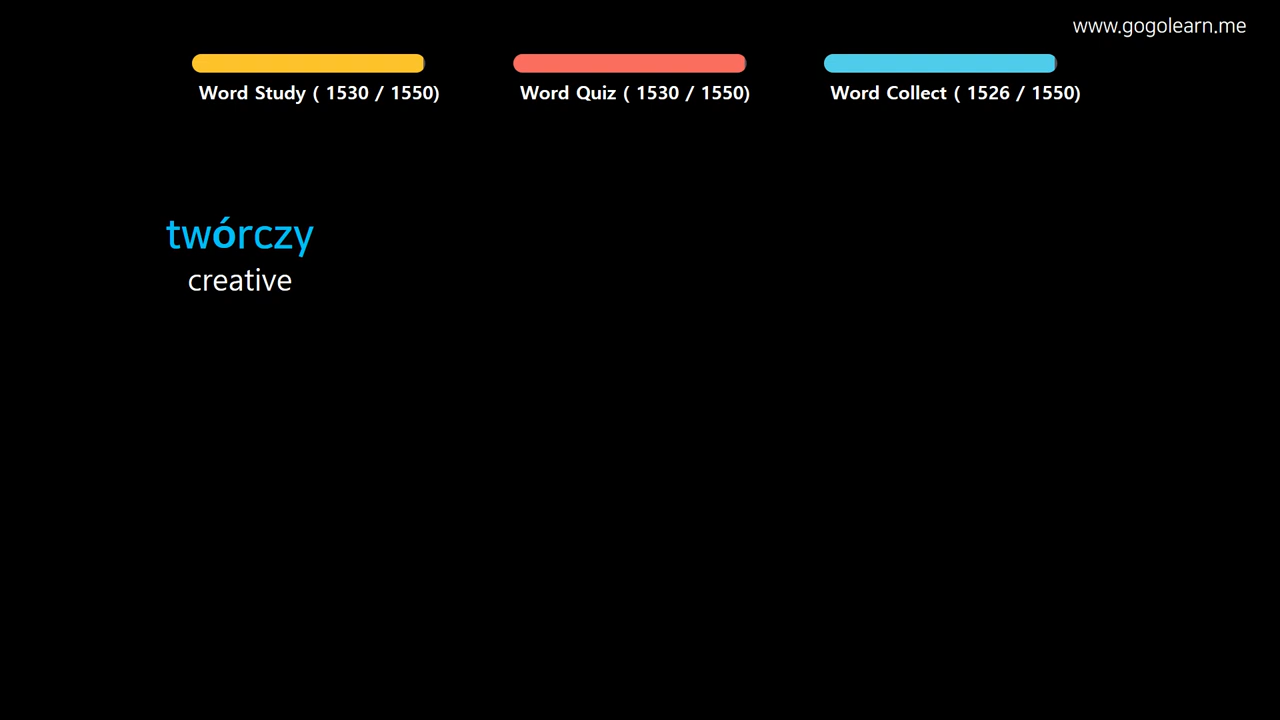 www.gogolearn.me
Word Study ( 1530 / 1550)
Word Quiz ( 1530 / 1550)
Word Collect ( 1526 / 1550)
twórczy
creative